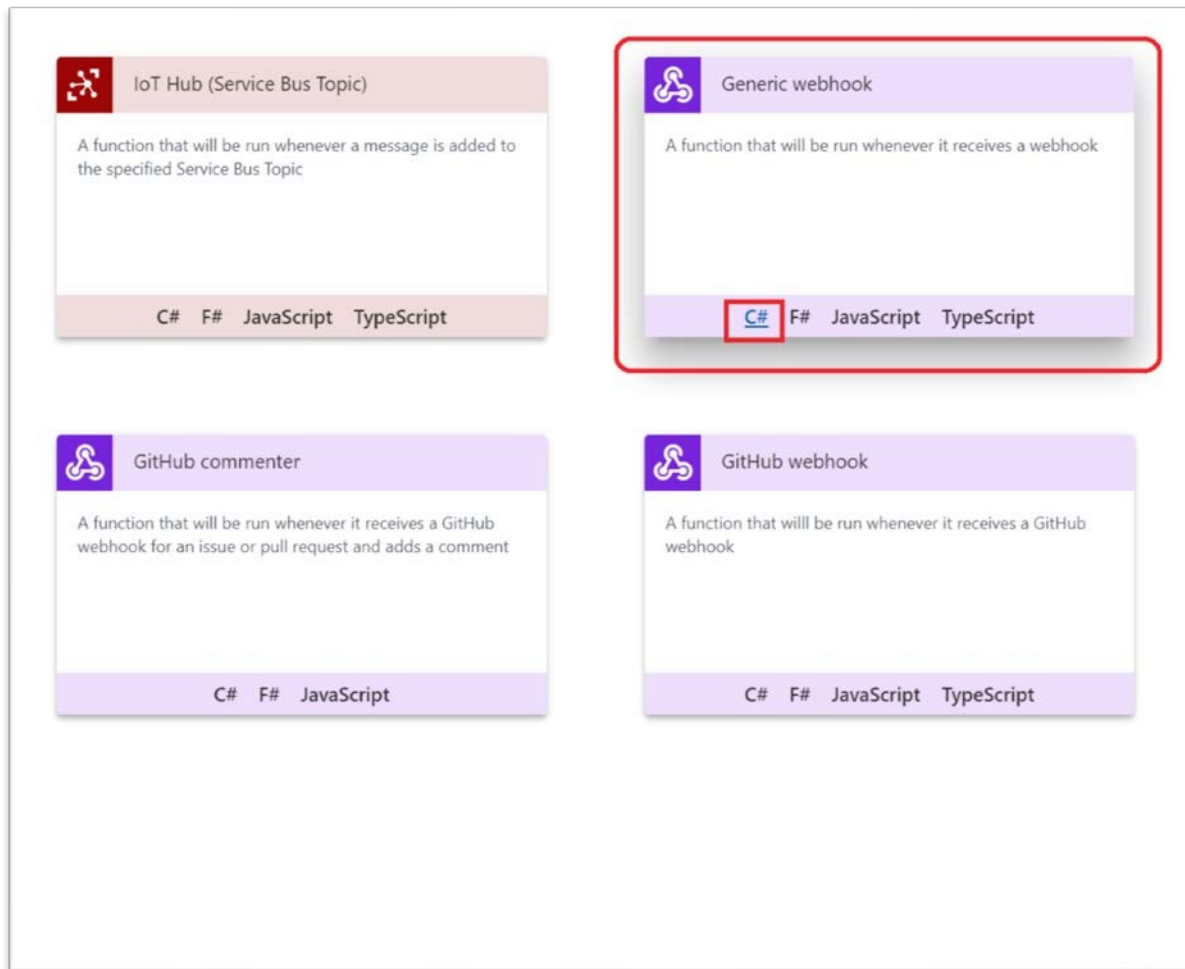 IoT Hub (Service Bus Topic)
A function that will be run whenever a message is added to
the specified Service Bus Topic
C# F# JavaScript TypeScript
Generic webhook
A function that will be run whenever it receives a webhook
C# F# JavaScript TypeScript
GitHub commenter
A function that will be run whenever it receives a GitHub
webhook for an issue or pull request and adds a comment
C# F# JavaScript
GitHub webhook
A function that willl be run whenever it receives a GitHub
webhook
C# F# JavaScript TypeScript